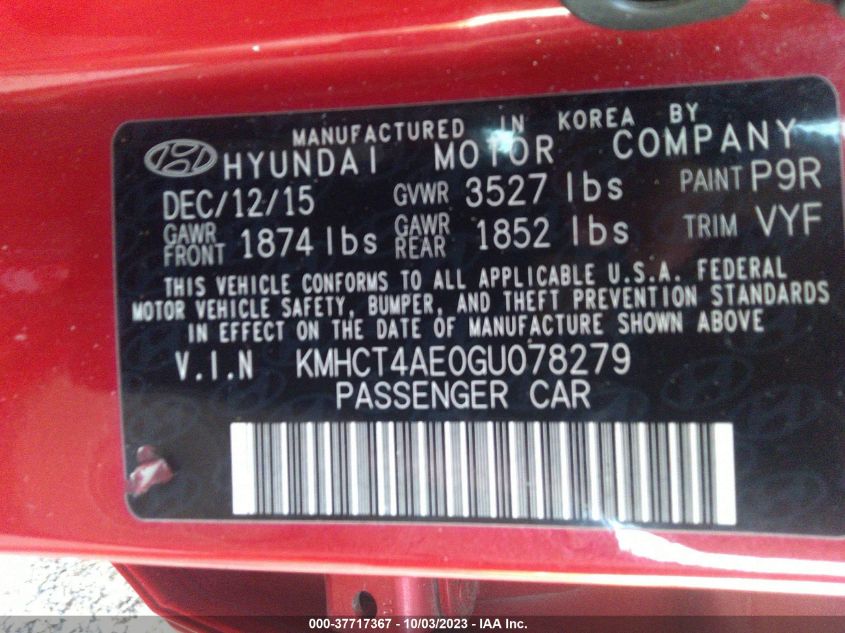 MANUFACTURED IN KOREA BY
HYUNDAI MOTOR COMPANY
DEC/12/15 GVWR 3527 lbs PAINT P9R
GAWR FRONT 1874 lbs GAWR REAR 1852 lbs TRIM VYF
THIS VEHICLE CONFORMS TO ALL APPLICABLE U.S.A. FEDERAL
MOTOR VEHICLE SAFETY, BUMPER, AND THEFT PREVENTION STANDARDS
IN EFFECT ON THE DATE OF MANUFACTURE SHOWN ABOVE
V.I.N KMHCT4AE0GU078279
PASSENGER CAR
000-37717367 - 10/03/2023 - IAA Inc.